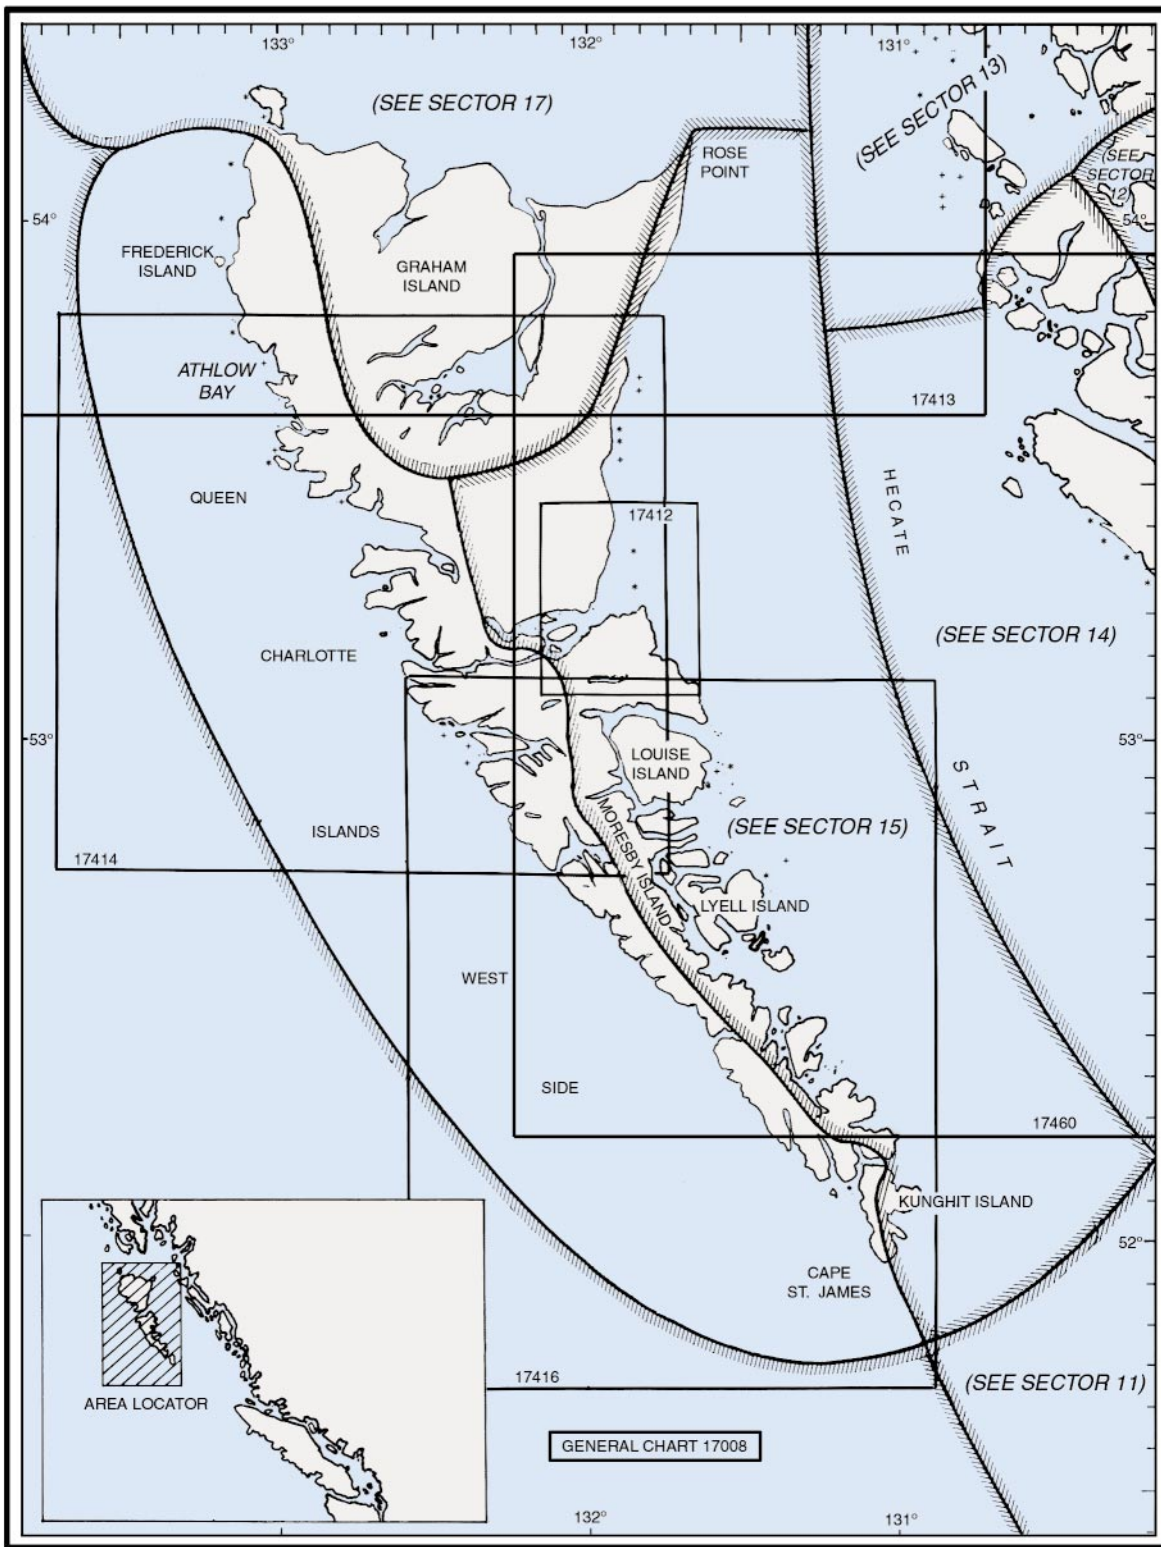 133°
132°
131°
(SEE SECTOR 17)
(SEE SECTOR 13)
(SEE
SECTOR
12)
ROSE
POINT
54°
54°
FREDERICK
ISLAND
GRAHAM
ISLAND
ATHLOW
BAY
17413
QUEEN
HECATE
17412
CHARLOTTE
(SEE SECTOR 14)
53°
53°
LOUISE
ISLAND
STRAIT
ISLANDS
MORESBY ISLAND
(SEE SECTOR 15)
17414
LYELL ISLAND
WEST
SIDE
17460
KUNGHIT ISLAND
52°
CAPE
ST. JAMES
AREA LOCATOR
17416
(SEE SECTOR 11)
GENERAL CHART 17008
132°
131°